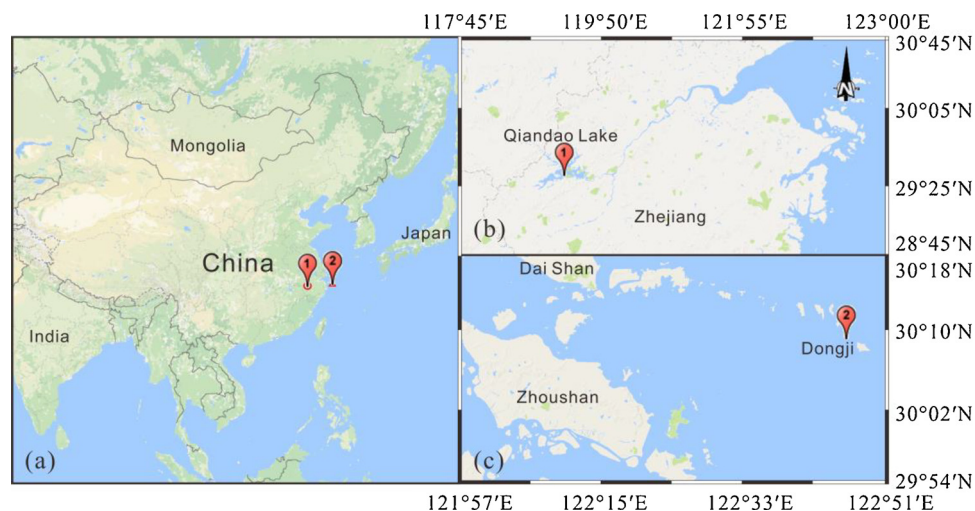 117°45′E 119°50′E 121°55′E 123°00′E
30°45′N
N
30°05′N
Qiandao Lake
1
29°25′N
Zhejiang
(b)
28°45′N
Mongolia
Japan
China
1
2
India
(a)
Dai Shan
30°18′N
2
30°10′N
Dongji
Zhoushan
30°02′N
(c)
29°54′N
121°57′E 122°15′E 122°33′E 122°51′E